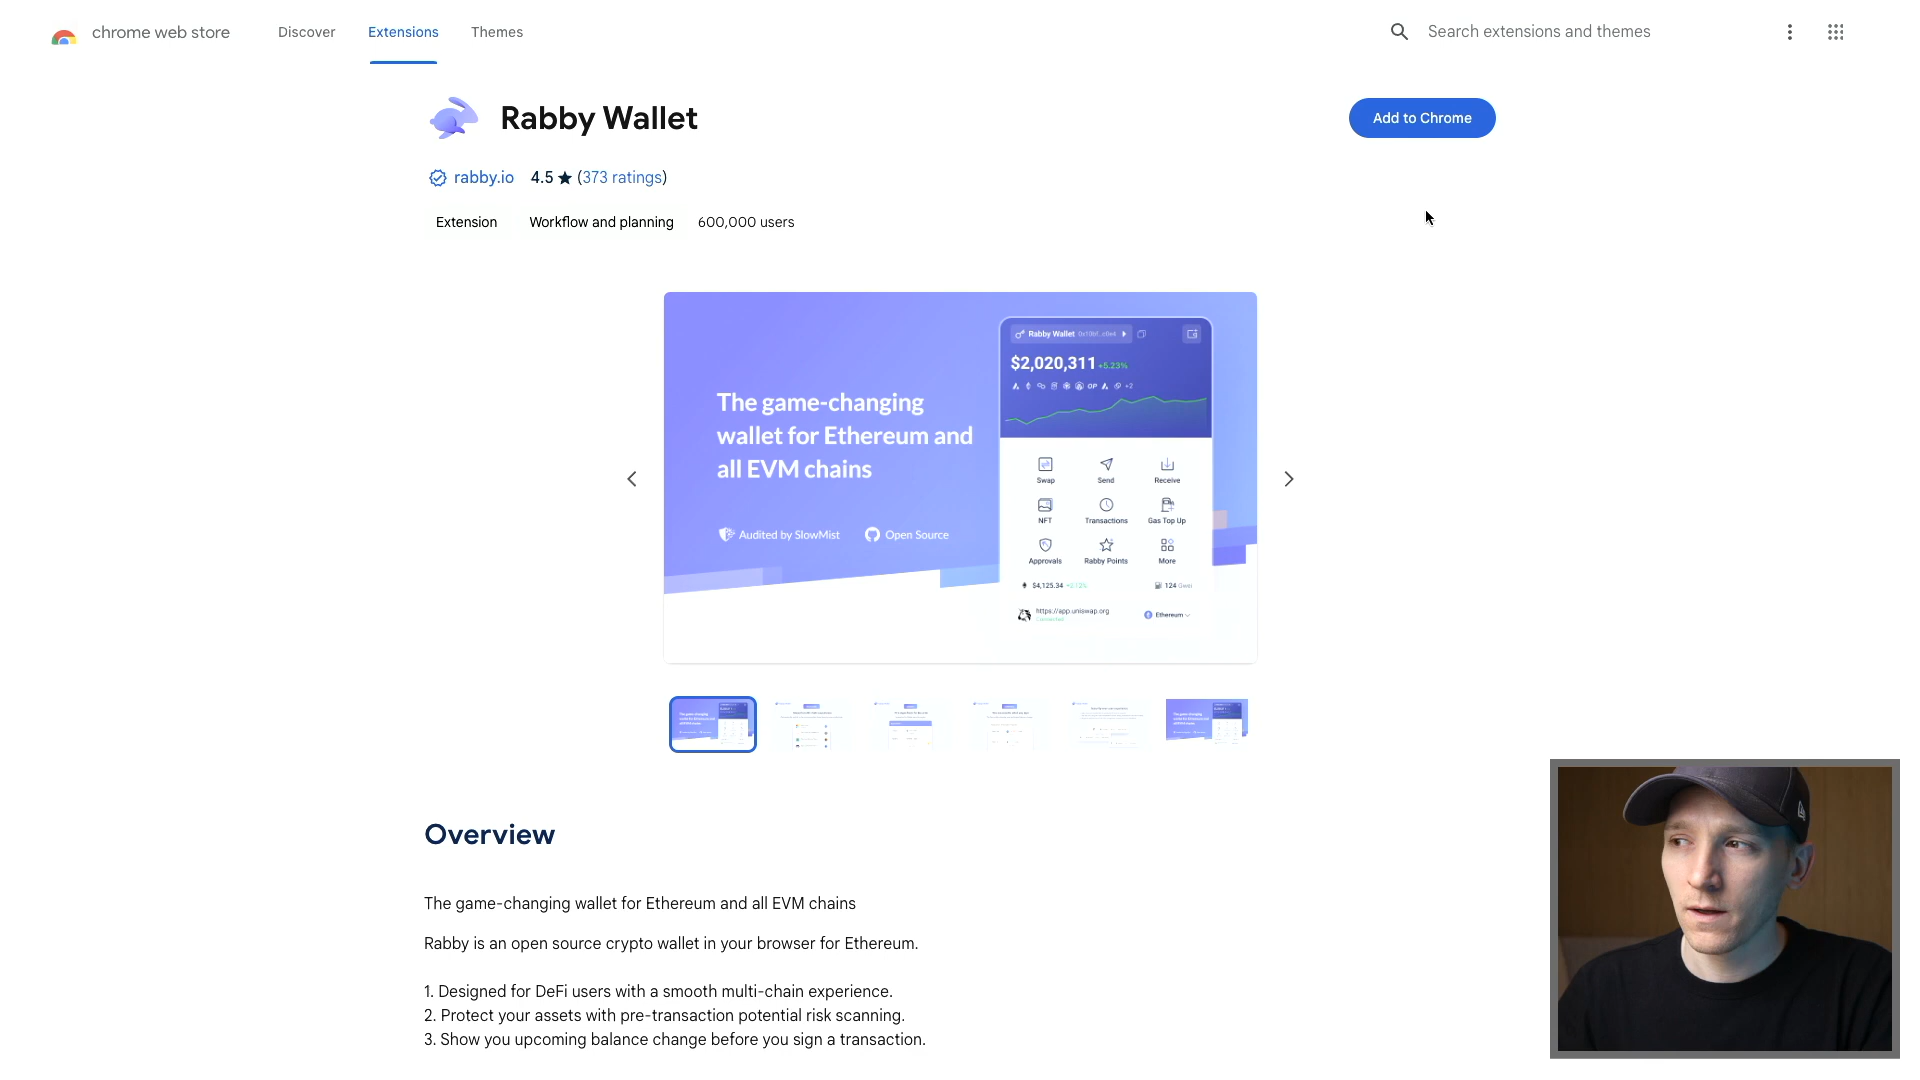 chrome web store
Discover
Extensions
Themes
Search extensions and themes
Rabby Wallet
Add to Chrome
rabby.io 4.5 ★ (373 ratings)
Extension
Workflow and planning
600,000 users
Rabby Wallet
$2,020,311 +5.23%
OP
+2
The game-changing
wallet for Ethereum and
all EVM chains
Audited by SlowMist
Open Source
Swap
Send
Receive
NFT
Transactions
Gas Top Up
Approvals
Rabby Points
More
$4,125.34
124 Gwei
https://app.uniswap.org
Connected
Ethereum
Overview
The game-changing wallet for Ethereum and all EVM chains
Rabby is an open source crypto wallet in your browser for Ethereum.
1. Designed for DeFi users with a smooth multi-chain experience.
2. Protect your assets with pre-transaction potential risk scanning.
3. Show you upcoming balance change before you sign a transaction.